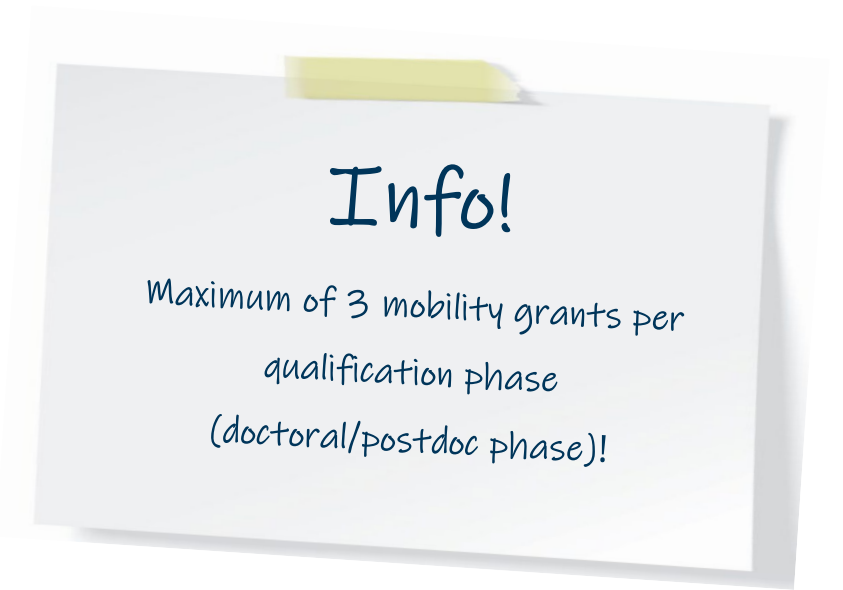 Info!
Maximum of 3 mobility grants per
qualification phase
(doctoral/postdoc phase)!